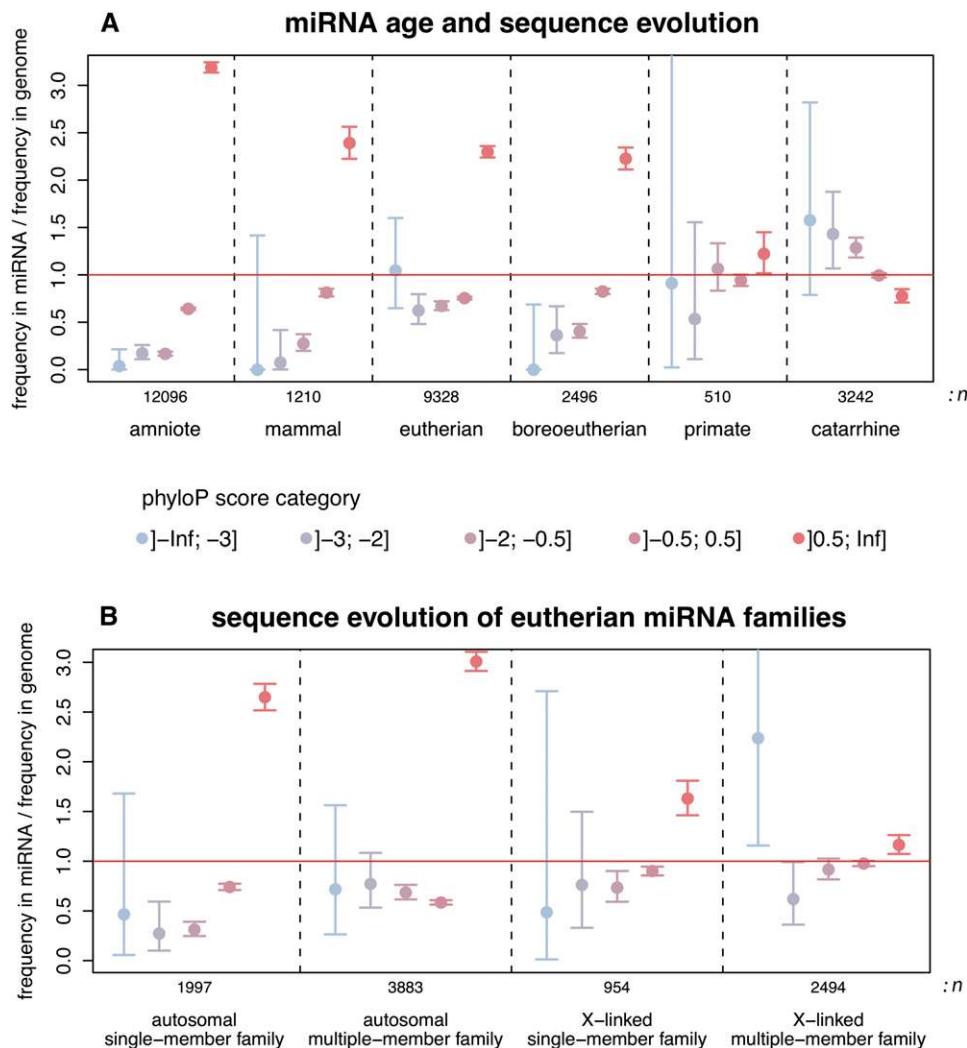 A miRNA age and sequence evolution
frequency in miRNA / frequency in genome
3.0
2.5
2.0
1.5
1.0
0.5
0.0
12096 1210 9328 2496 510 3242 :n
amniote mammal eutherian boreoeutherian primate catarrhine
phyloP score category
]−Inf; −3] ]−3; −2] ]−2; −0.5] ]−0.5; 0.5] ]0.5; Inf]
B sequence evolution of eutherian miRNA families
frequency in miRNA / frequency in genome
3.0
2.5
2.0
1.5
1.0
0.5
0.0
1997 3883 954 2494 :n
autosomal autosomal X−linked X−linked
single−member family multiple−member family single−member family multiple−member family